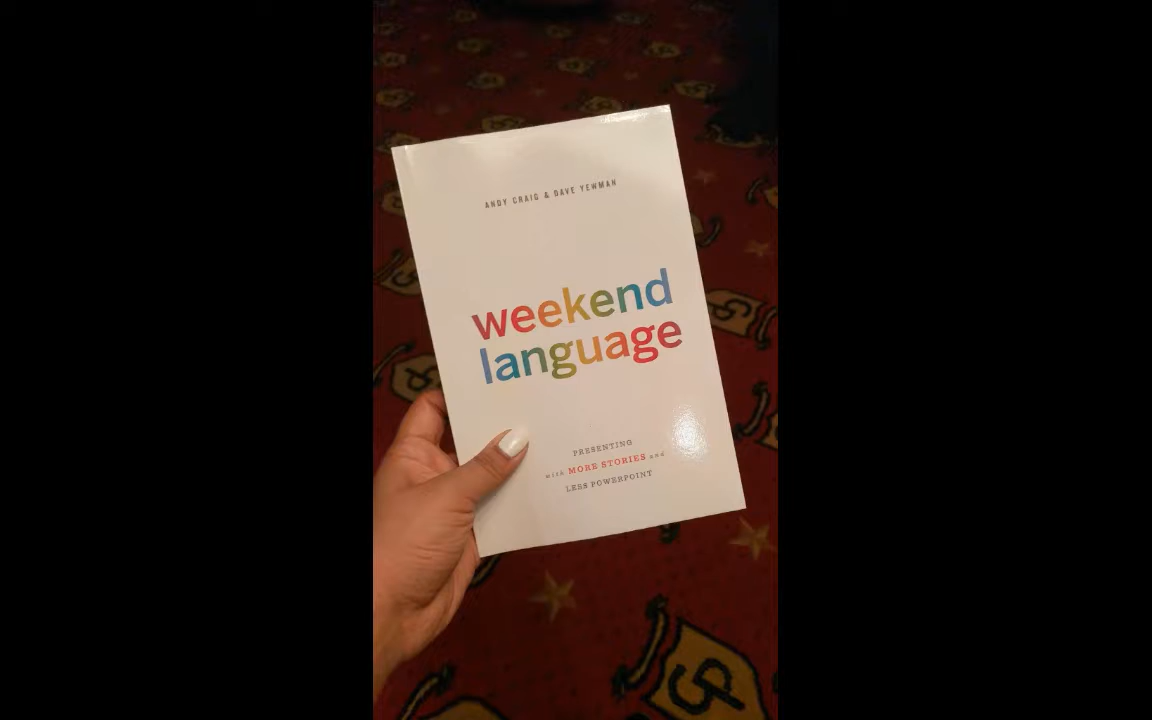 ANDY CRAIG & DAVE YEWMAN
weekend
language
PRESENTING
with MORE STORIES and
LESS POWERPOINT